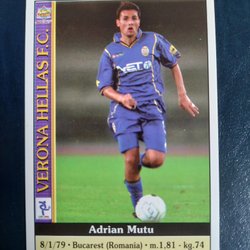 VERONA HELLAS F.C.
Adrian Mutu
8/1/79 • Bucarest (Romania) • m.1,81 - kg.74